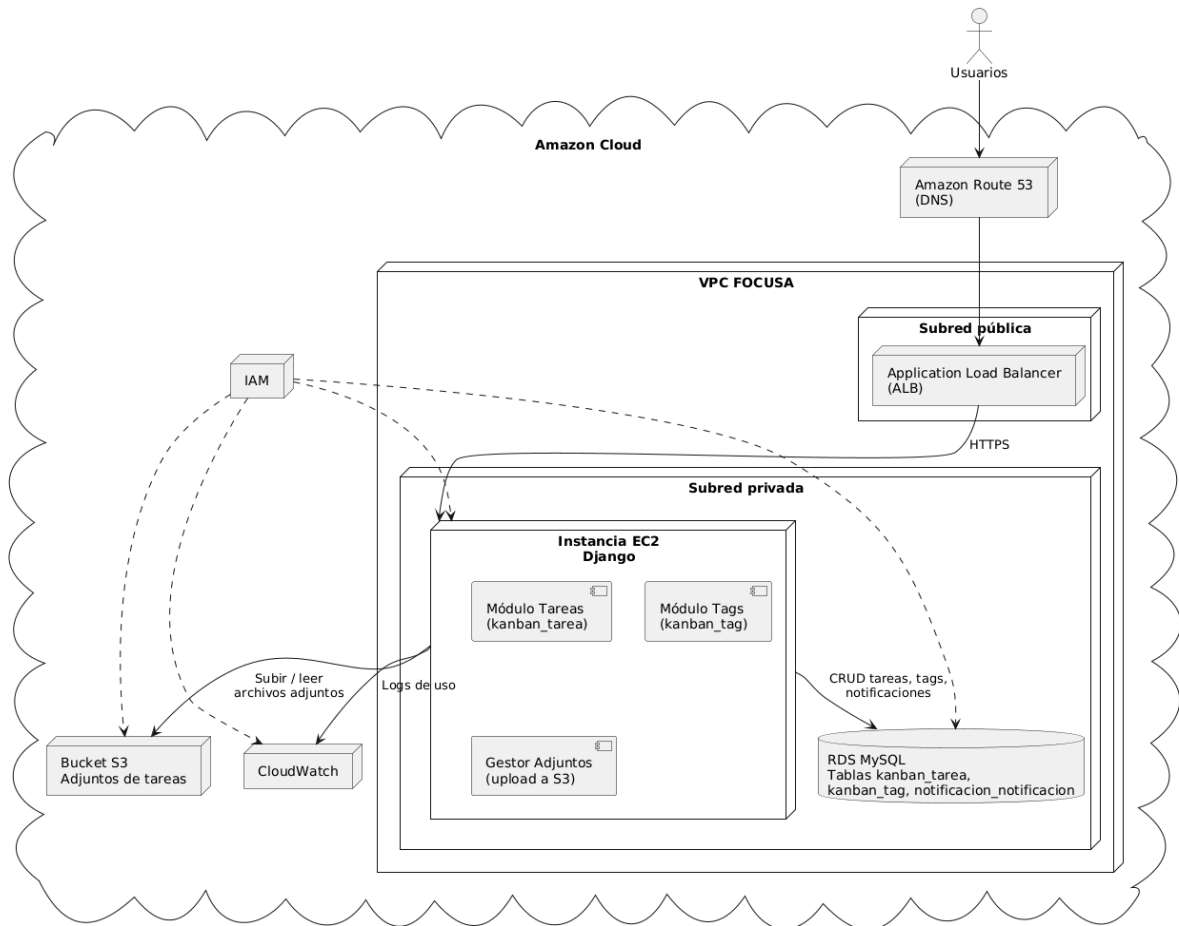 Usuarios
Amazon Cloud
Amazon Route 53
(DNS)
VPC FOCUSA
Subred pública
Application Load Balancer
(ALB)
IAM
HTTPS
Subred privada
Instancia EC2
Django
Módulo Tareas
(kanban_tarea)
Módulo Tags
(kanban_tag)
Subir / leer
archivos adjuntos
Logs de uso
CRUD tareas, tags,
notificaciones
Bucket S3
Adjuntos de tareas
CloudWatch
Gestor Adjuntos
(upload a S3)
RDS MySQL
Tablas kanban_tarea,
kanban_tag, notificacion_notificacion